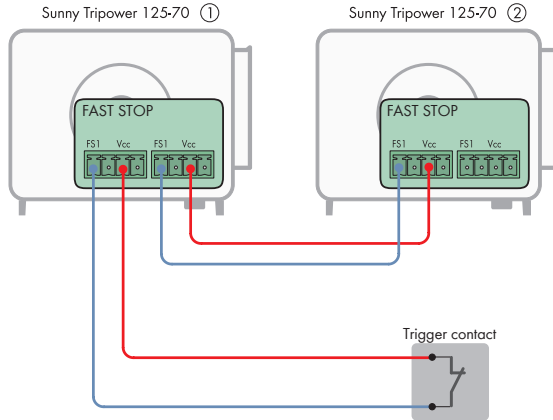 Sunny Tripower 125-70 ①
Sunny Tripower 125-70 ②
FAST STOP
FS1 Vcc FS1 Vcc
FAST STOP
FS1 Vcc FS1 Vcc
Trigger contact